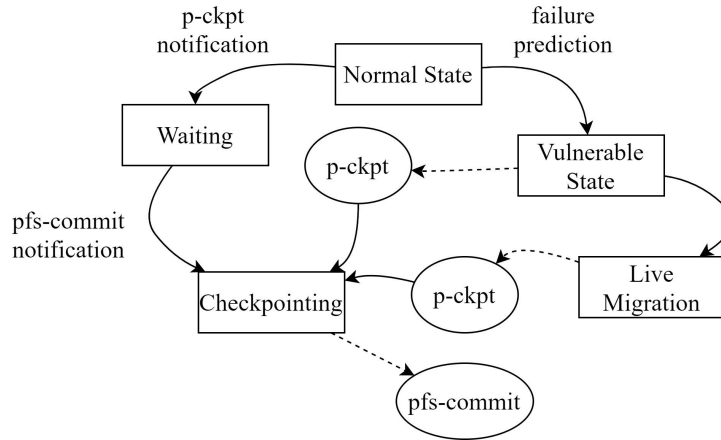 p-ckpt
notification
failure
prediction
Normal State
Waiting
p-ckpt
Vulnerable
State
pfs-commit
notification
Checkpointing
p-ckpt
Live
Migration
pfs-commit